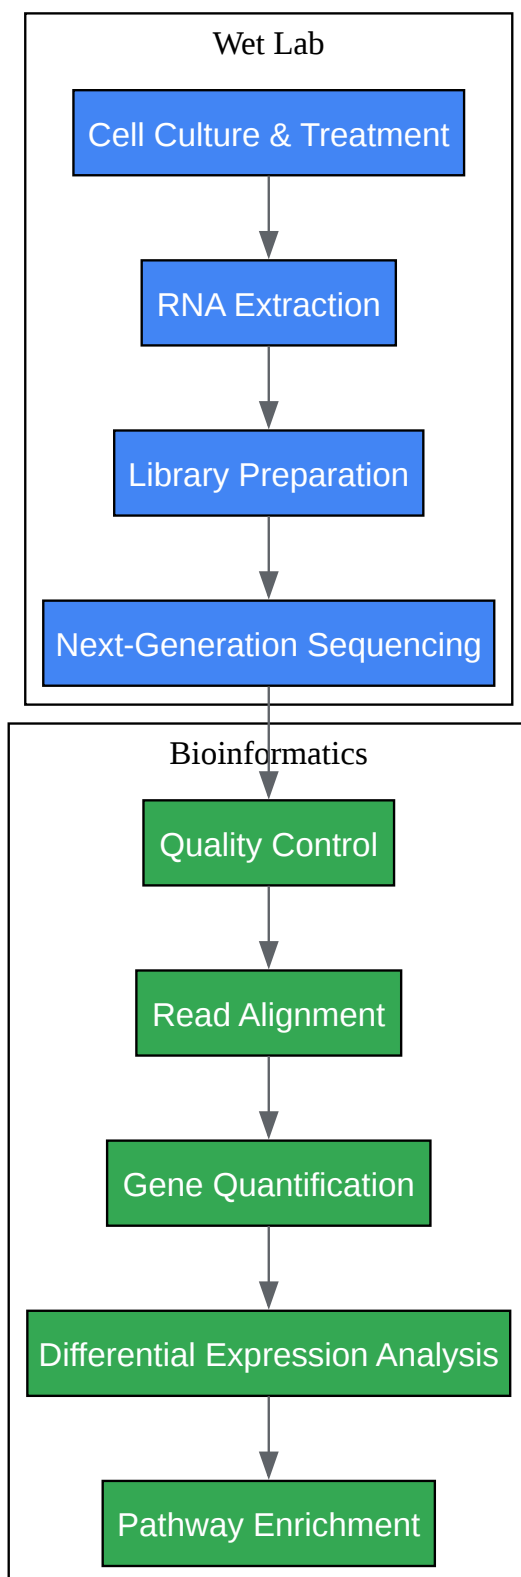 Wet Lab
Cell Culture & Treatment
RNA Extraction
Library Preparation
Next-Generation Sequencing
Bioinformatics
Quality Control
Read Alignment
Gene Quantification
Differential Expression Analysis
Pathway Enrichment